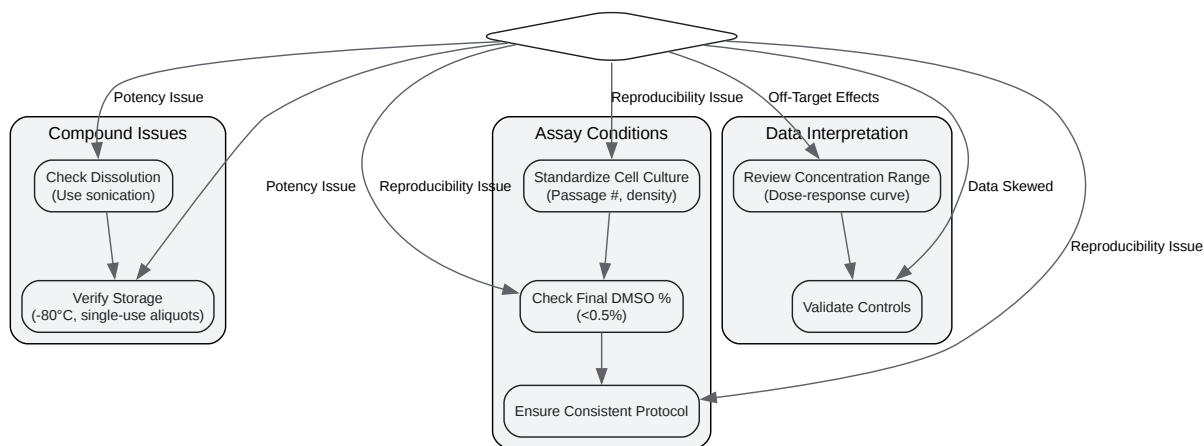 Potency Issue
Reproducibility Issue
Off-Target Effects
Compound Issues
Assay Conditions
Data Interpretation
Check Dissolution
(Use sonication)
Potency Issue
Reproducibility Issue
Standardize Cell Culture
(Passage #, density)
Review Concentration Range
(Dose-response curve)
Data Skewed
Reproducibility Issue
Verify Storage
(-80°C, single-use aliquots)
Check Final DMSO %
(<0.5%)
Validate Controls
Ensure Consistent Protocol